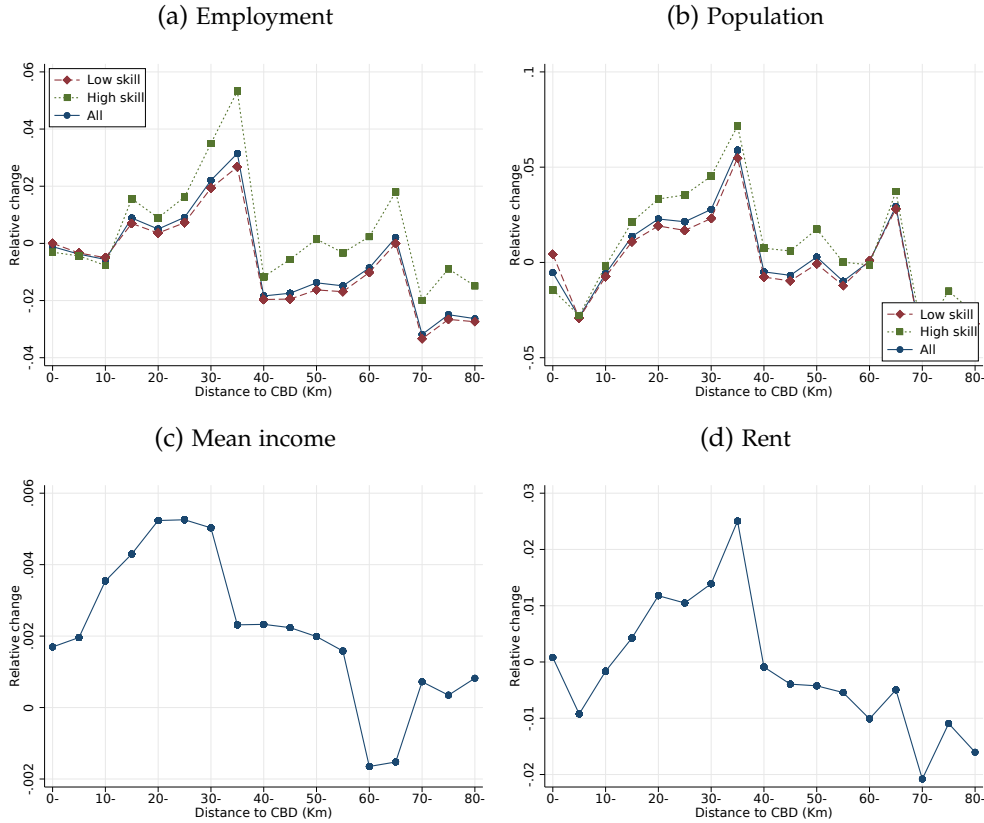 (a) Employment
Relative change
.06
.04
.02
0
-.02
-.04
Low skill
High skill
All
0- 10- 20- 30- 40- 50- 60- 70- 80-
Distance to CBD (Km)
(b) Population
Relative change
.1
.05
0
-.05
Low skill
High skill
All
0- 10- 20- 30- 40- 50- 60- 70- 80-
Distance to CBD (Km)
(c) Mean income
Relative change
.006
.004
.002
0
-.002
0- 10- 20- 30- 40- 50- 60- 70- 80-
Distance to CBD (Km)
(d) Rent
Relative change
.03
.02
.01
0
-.01
-.02
0- 10- 20- 30- 40- 50- 60- 70- 80-
Distance to CBD (Km)